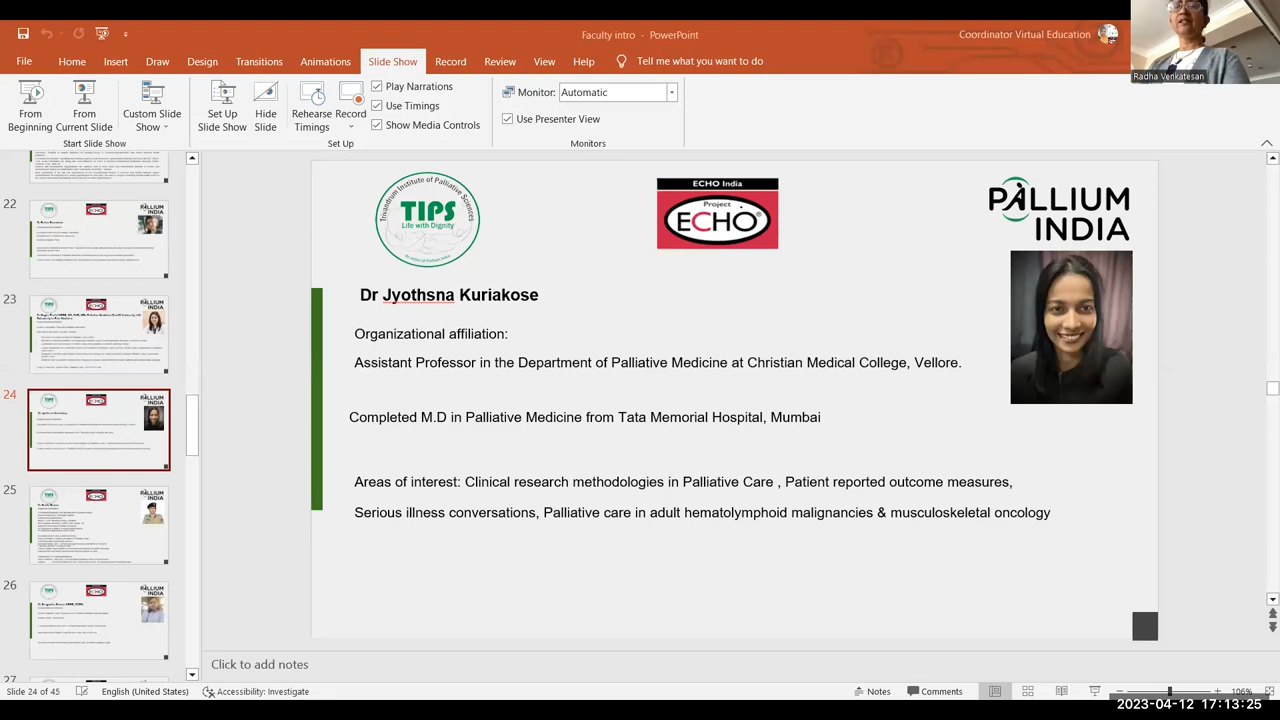 Faculty intro - PowerPoint
Coordinator Virtual Education
Radha Venkatesan
File Home Insert Draw Design Transitions Animations Slide Show Record Review View Help Tell me what you want to do
From Beginning
From Current Slide
Custom Slide Show
Start Slide Show
Set Up Slide Show
Hide Slide
Rehearse Timings
Record
Play Narrations
Use Timings
Show Media Controls
Set Up
Monitor: Automatic
Use Presenter View
Monitors
22
23
24
25
26
27
TIPS
Life with Dignity
ECHO India
Project
ECHO®
PALLIUM
INDIA
Dr Jyothsna Kuriakose
Organizational affiliation:
Assistant Professor in the Department of Palliative Medicine at Christian Medical College, Vellore.
Completed M.D in Palliative Medicine from Tata Memorial Hospital, Mumbai
Areas of interest: Clinical research methodologies in Palliative Care , Patient reported outcome measures,
Serious illness conversations, Palliative care in adult hematolymphoid malignancies & musculoskeletal oncology
Click to add notes
Slide 24 of 45 English (United States) Accessibility: Investigate Notes Comments 106%
2023-04-12 17:13:25